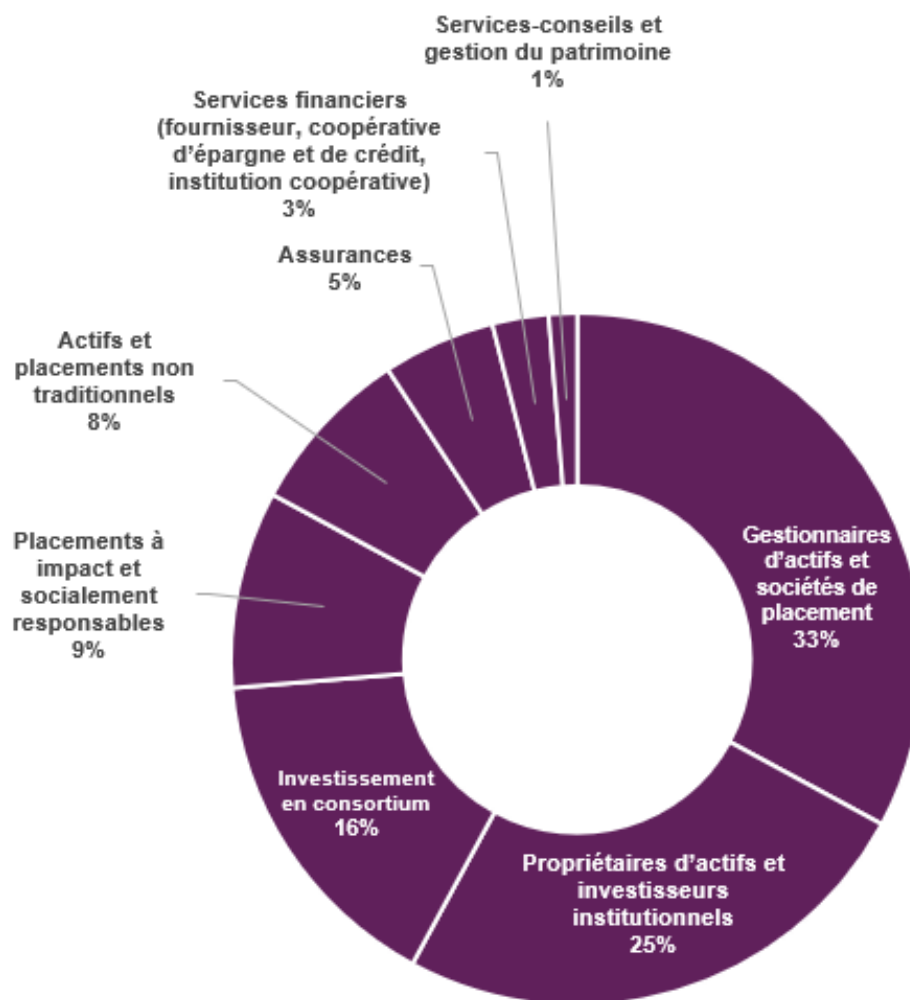 Services-conseils et
gestion du patrimoine
1%
Services financiers
(fournisseur, coopérative
d’épargne et de crédit,
institution coopérative)
3%
Assurances
5%
Actifs et
placements non
traditionnels
8%
Placements à
impact et
socialement
responsables
9%
Gestionnaires
d’actifs et
sociétés de
placement
33%
Investissement
en consortium
16%
Propriétaires d’actifs et
investisseurs
institutionnels
25%